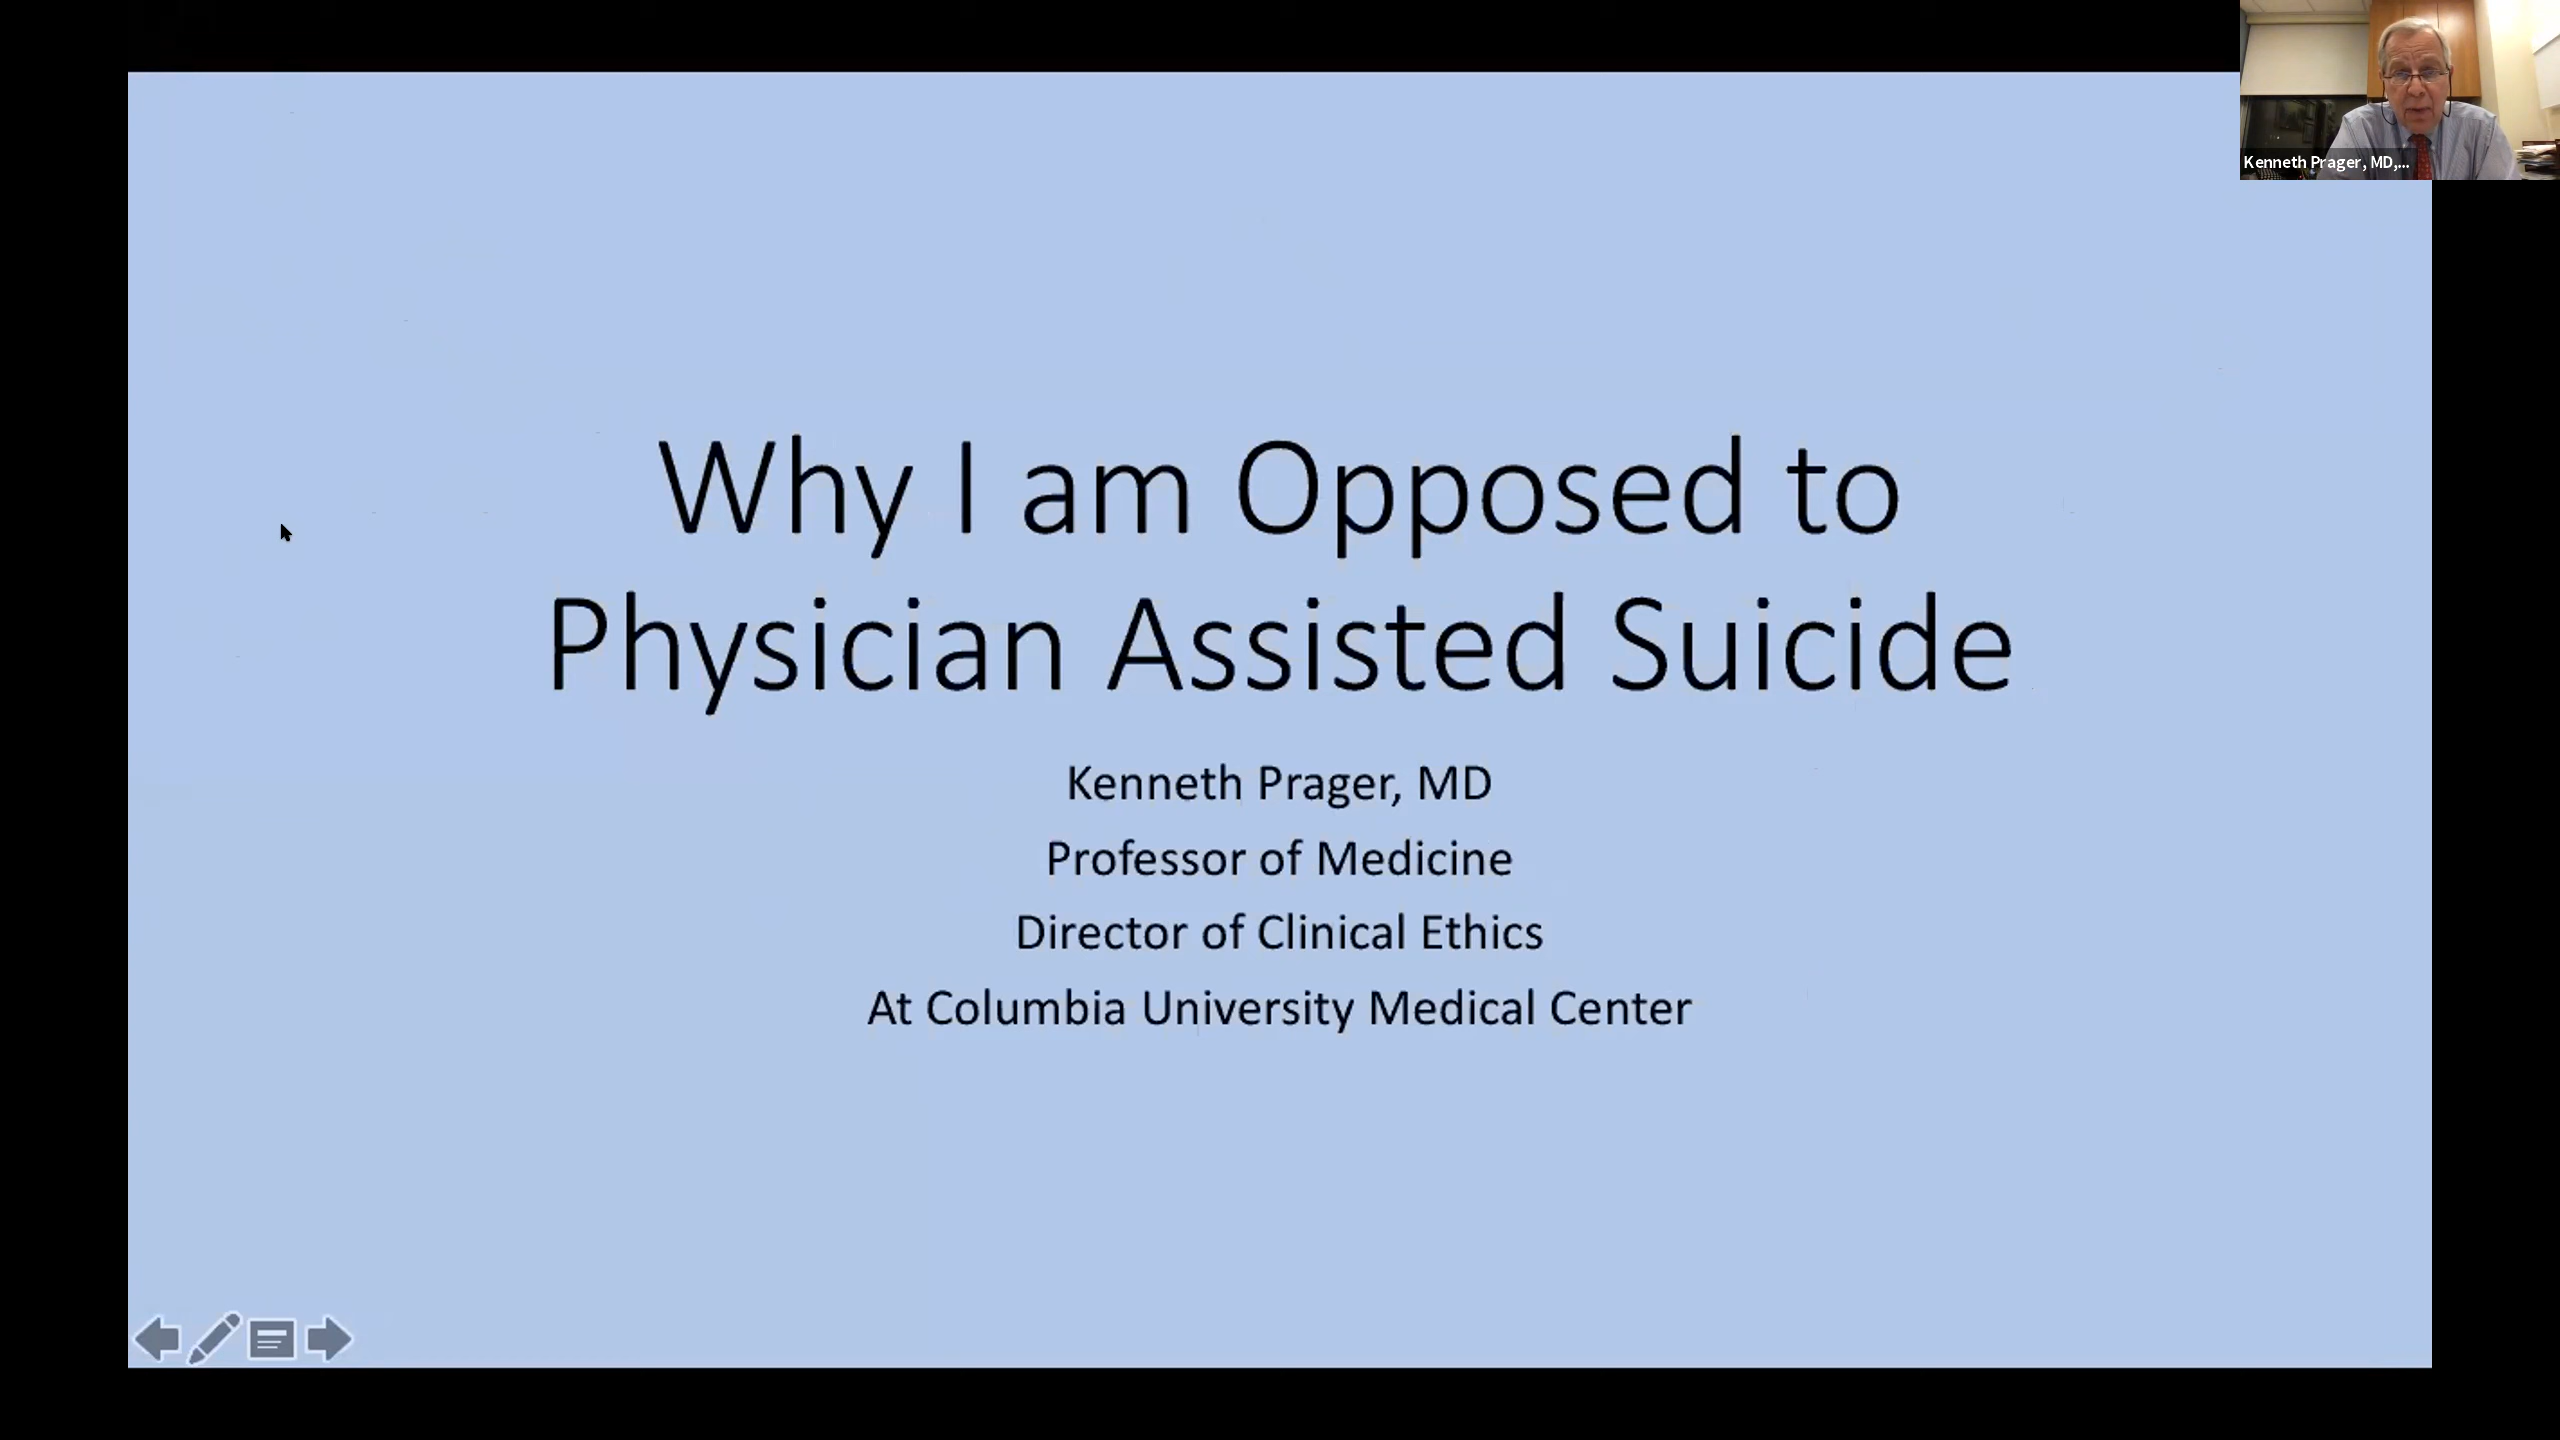 Kenneth Prager, MD,...
Why I am Opposed to
Physician Assisted Suicide
Kenneth Prager, MD
Professor of Medicine
Director of Clinical Ethics
At Columbia University Medical Center